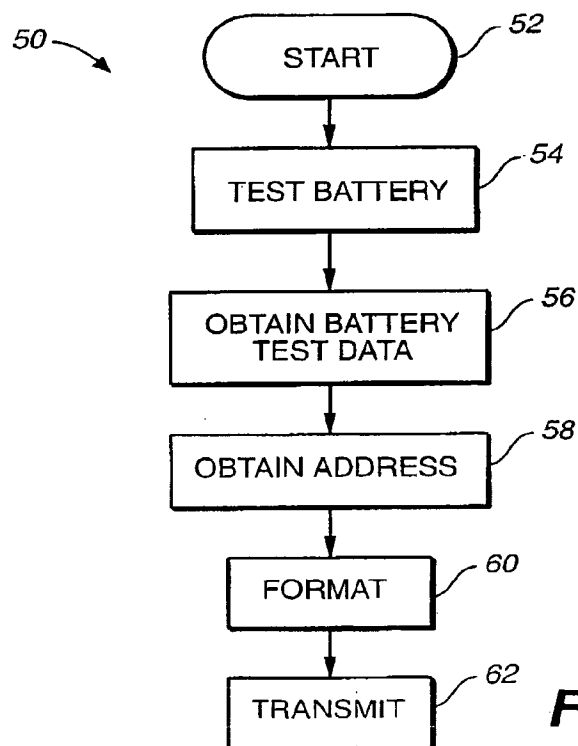 50
START
52
TEST BATTERY
54
OBTAIN BATTERY
TEST DATA
56
OBTAIN ADDRESS
58
FORMAT
60
TRANSMIT
62
F